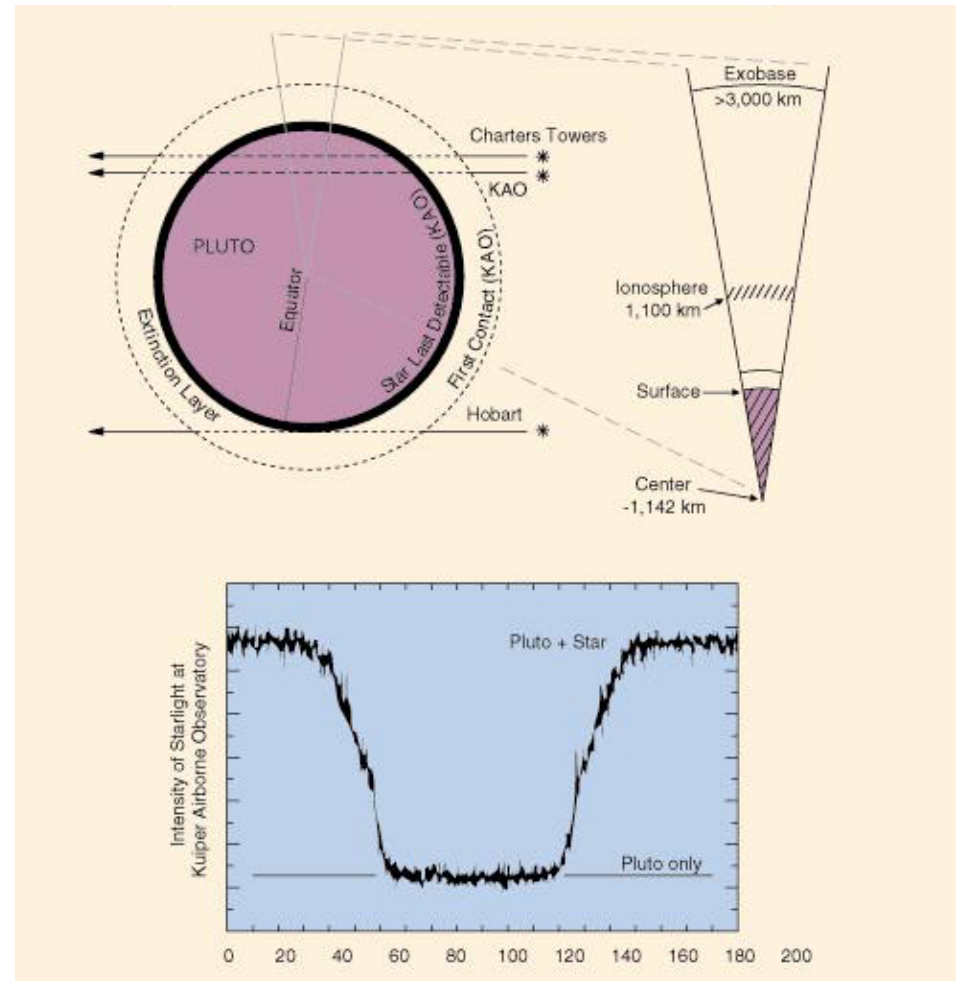 Exobase
>3,000 km
Charters Towers
KAO
PLUTO
Equator
Star Last Detectable (KAO)
First Contact (KAO)
Extinction Layer
Ionosphere
1,100 km
Surface
Hobart
Center
-1,142 km
Intensity of Starlight at
Kuiper Airborne Observatory
Pluto + Star
Pluto only
0 20 40 60 80 100 120 140 160 180 200